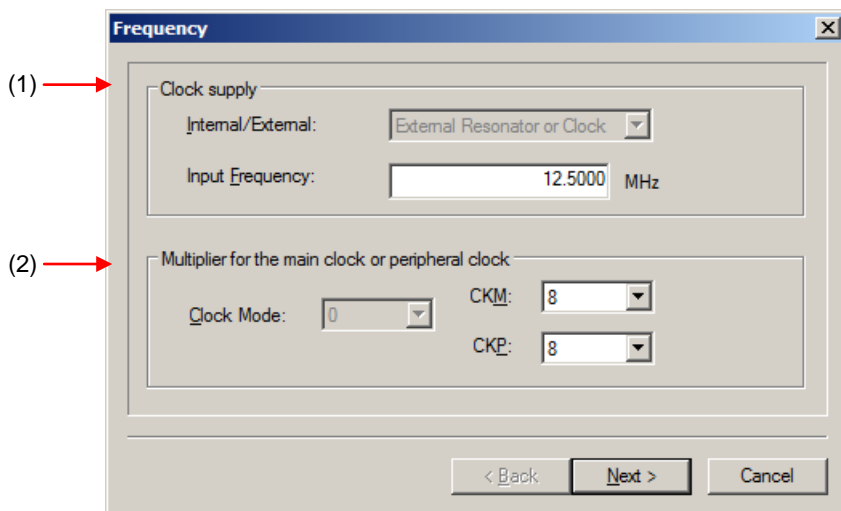 Frequency
(1)
Clock supply
Internal/External: External Resonator or Clock
Input Frequency: 12.5000 MHz
(2)
Multiplier for the main clock or peripheral clock
Clock Mode: 0
CKM: 8
CKP: 8
< Back Next > Cancel